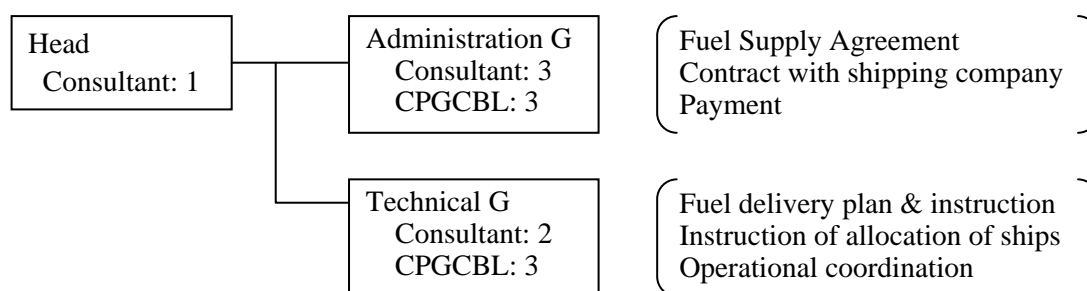 Head
Consultant: 1
Administration G
Consultant: 3
CPGCBL: 3
Fuel Supply Agreement
Contract with shipping company
Payment
Technical G
Consultant: 2
CPGCBL: 3
Fuel delivery plan & instruction
Instruction of allocation of ships
Operational coordination